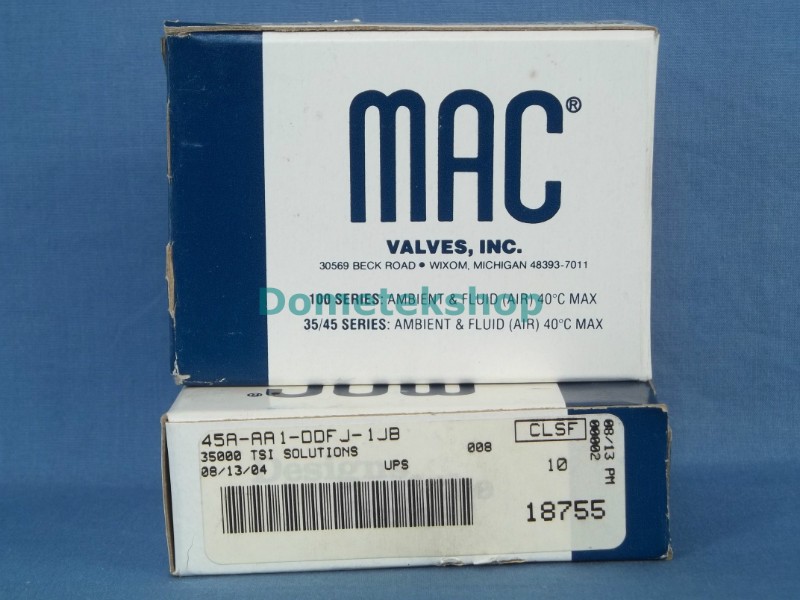 MAC®
VALVES, INC.
30569 BECK ROAD • WIXOM, MICHIGAN 48393-7011
100 SERIES: AMBIENT & FLUID (AIR) 40°C MAX
Dometekshop
35/45 SERIES: AMBIENT & FLUID (AIR) 40°C MAX
mac
45A-AA1-DDFJ-1JB
35000 TSI SOLUTIONS
08/13/04
UPS
008
CLSF
10
18755
08/13 PM
00002
Design